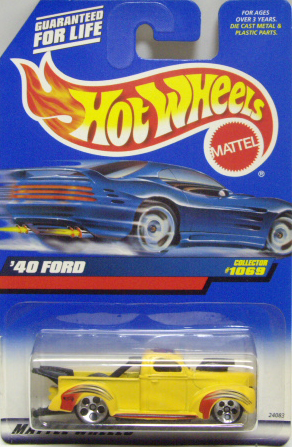 GUARANTEED
FOR LIFE
FOR AGES
OVER 3 YEARS.
DIE CAST METAL &
PLASTIC PARTS.
HOT WHEELS
MATTEL
®
'40 FORD
COLLECTOR
#1069
24083